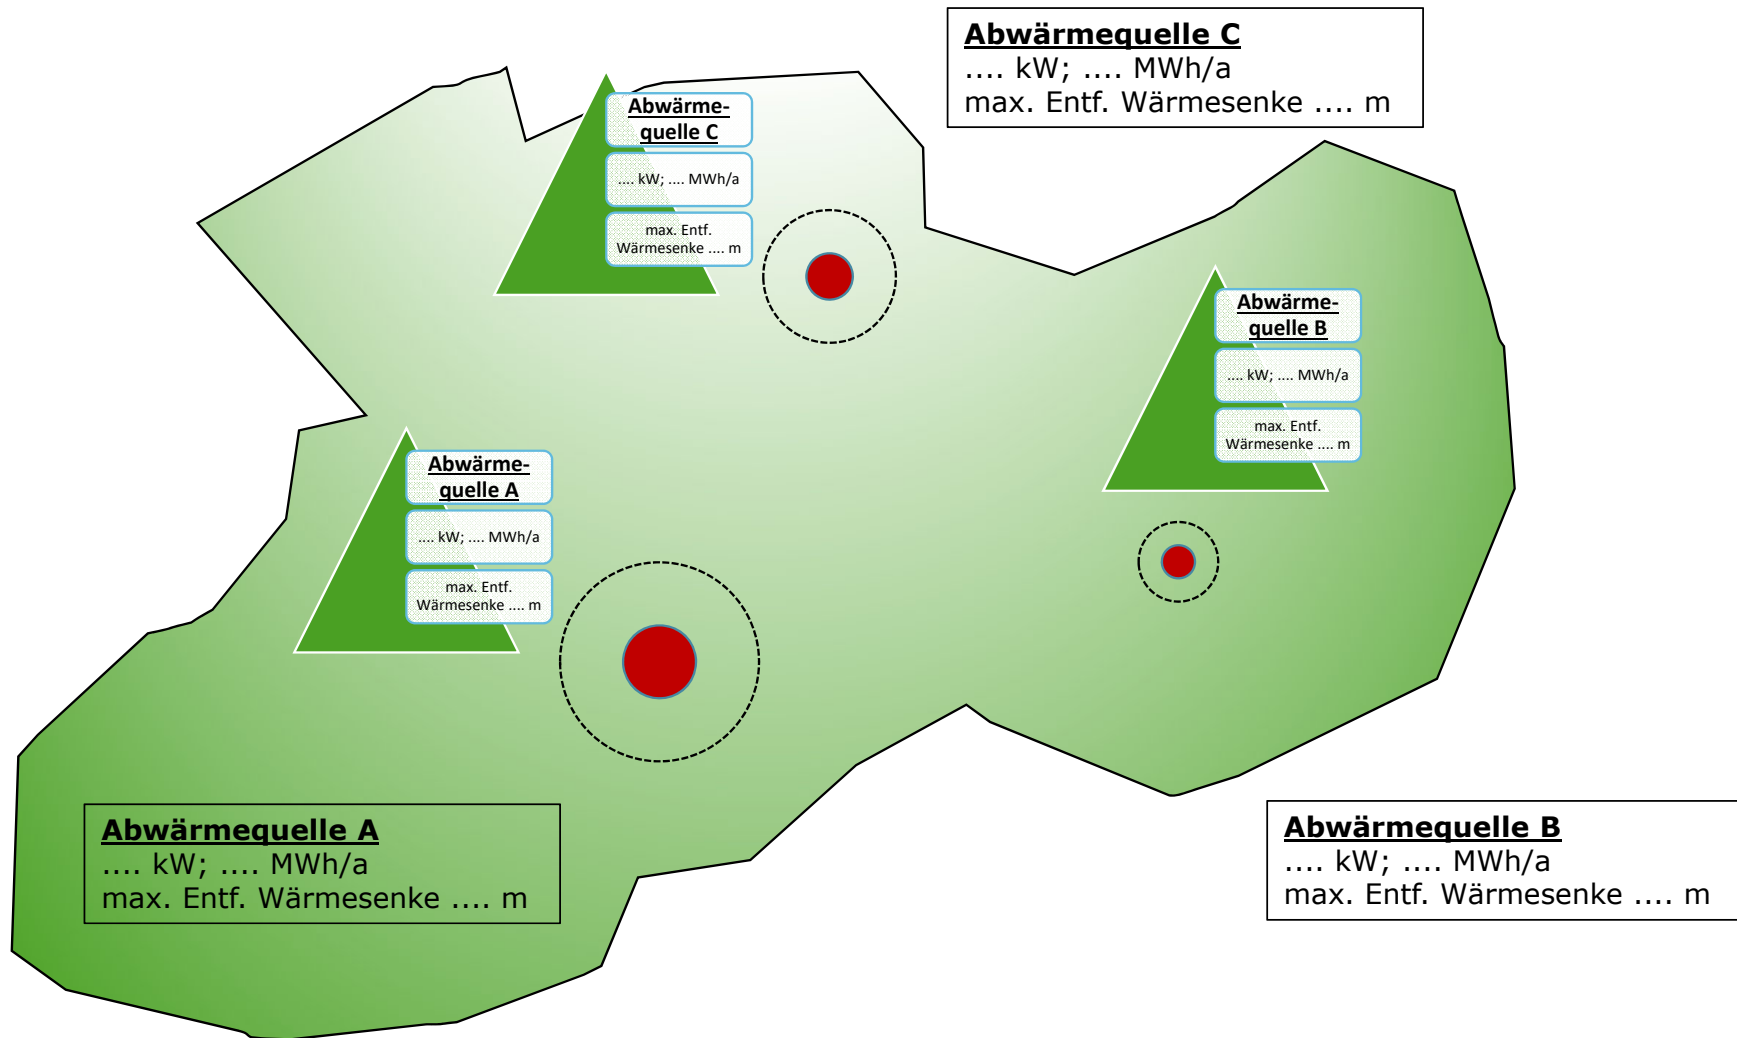 Abwärmequelle C
.... kW; .... MWh/a
max. Entf. Wärmesenke .... m
Abwärme-
quelle C
.... kW; .... MWh/a
max. Entf.
Wärmesenke .... m
Abwärme-
quelle B
.... kW; .... MWh/a
max. Entf.
Wärmesenke .... m
Abwärme-
quelle A
.... kW; .... MWh/a
max. Entf.
Wärmesenke .... m
Abwärmequelle A
.... kW; .... MWh/a
max. Entf. Wärmesenke .... m
Abwärmequelle B
.... kW; .... MWh/a
max. Entf. Wärmesenke .... m